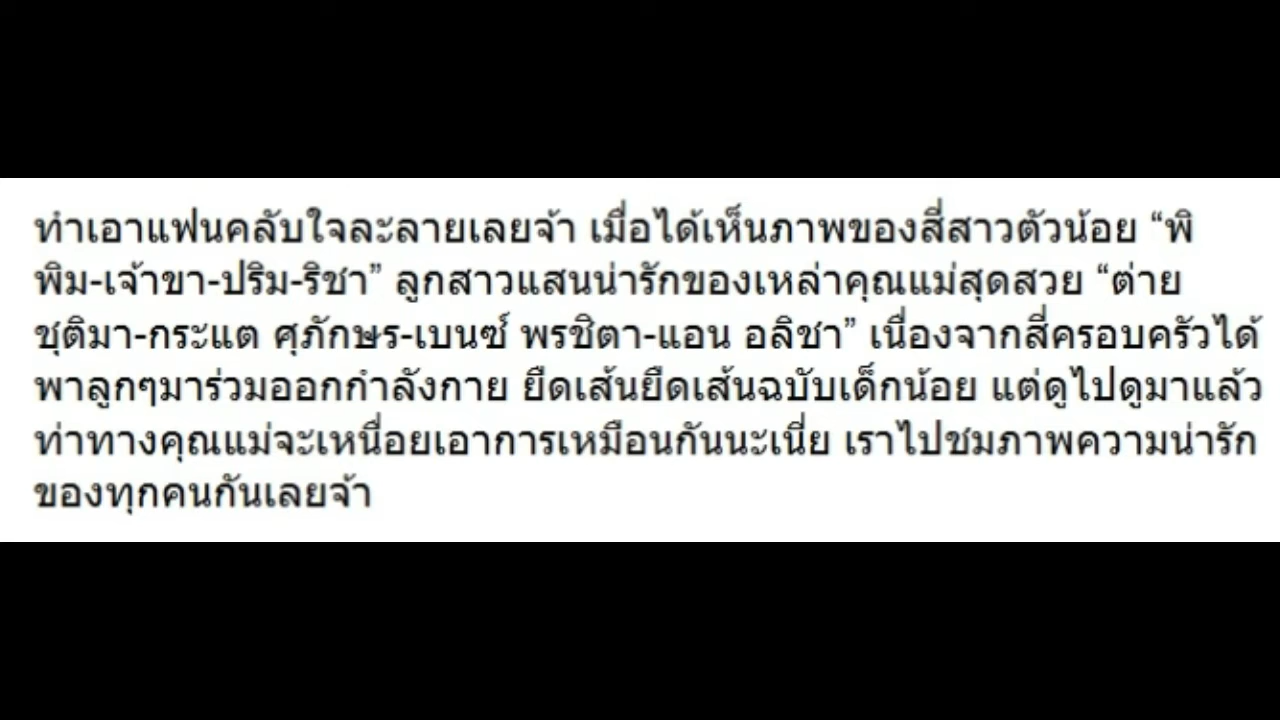 ทำเอาแฟนคลับใจละลายเลยจ้า เมื่อได้เห็นภาพของสี่สาวตัวน้อย “พิ
พิม-เจ้าขา-ปริม-ริชา” ลูกสาวแสนน่ารักของเหล่าคุณแม่สุดสวย “ต่าย
ชุติมา-กระแต ศุภักษร-เบนซ์ พรชิตา-แอน อลิชา” เนื่องจากสี่ครอบครัวได้
พาลูกๆมาร่วมออกกำลังกาย ยืดเส้นยืดเส้นฉบับเด็กน้อย แต่ดูไปดูมาแล้ว
ท่าทางคุณแม่จะเหนื่อยเอาการเหมือนกันนะเนี่ย เราไปชมภาพความน่ารัก
ของทุกคนกันเลยจ้า